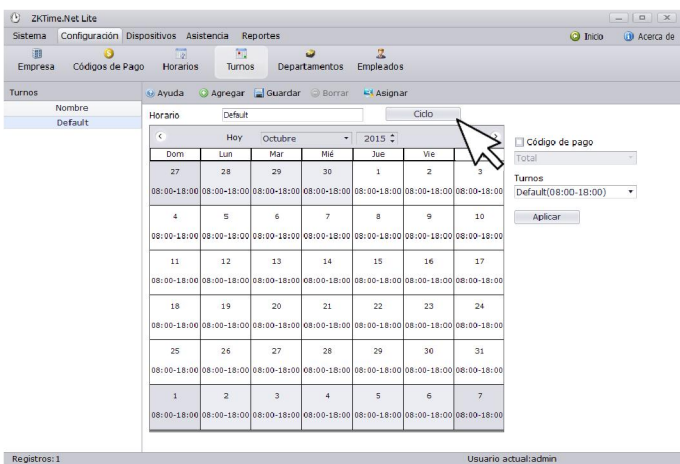 ZKTime.Net Lite
Sistema Configuración Dispositivos Asistencia Reportes Inicio Acerca de
Empresa Códigos de Pago Horarios Turnos Departamentos Empleados
Turnos Ayuda Agregar Guardar Borrar Asignar
Nombre
Default
Horario Default Ciclo
Hoy Octubre 2015
Código de pago
Total
Turnos
Default(08:00-18:00)
Aplicar
Dom Lun Mar Mié Jue Vie
27 28 29 30 1 2 3
08:00-18:00 08:00-18:00 08:00-18:00 08:00-18:00 08:00-18:00 08:00-18:00 08:00-18:00
4 5 6 7 8 9 10
08:00-18:00 08:00-18:00 08:00-18:00 08:00-18:00 08:00-18:00 08:00-18:00 08:00-18:00
11 12 13 14 15 16 17
08:00-18:00 08:00-18:00 08:00-18:00 08:00-18:00 08:00-18:00 08:00-18:00 08:00-18:00
18 19 20 21 22 23 24
08:00-18:00 08:00-18:00 08:00-18:00 08:00-18:00 08:00-18:00 08:00-18:00 08:00-18:00
25 26 27 28 29 30 31
08:00-18:00 08:00-18:00 08:00-18:00 08:00-18:00 08:00-18:00 08:00-18:00 08:00-18:00
1 2 3 4 5 6 7
08:00-18:00 08:00-18:00 08:00-18:00 08:00-18:00 08:00-18:00 08:00-18:00 08:00-18:00
Registros:1 Usuario actual:admin